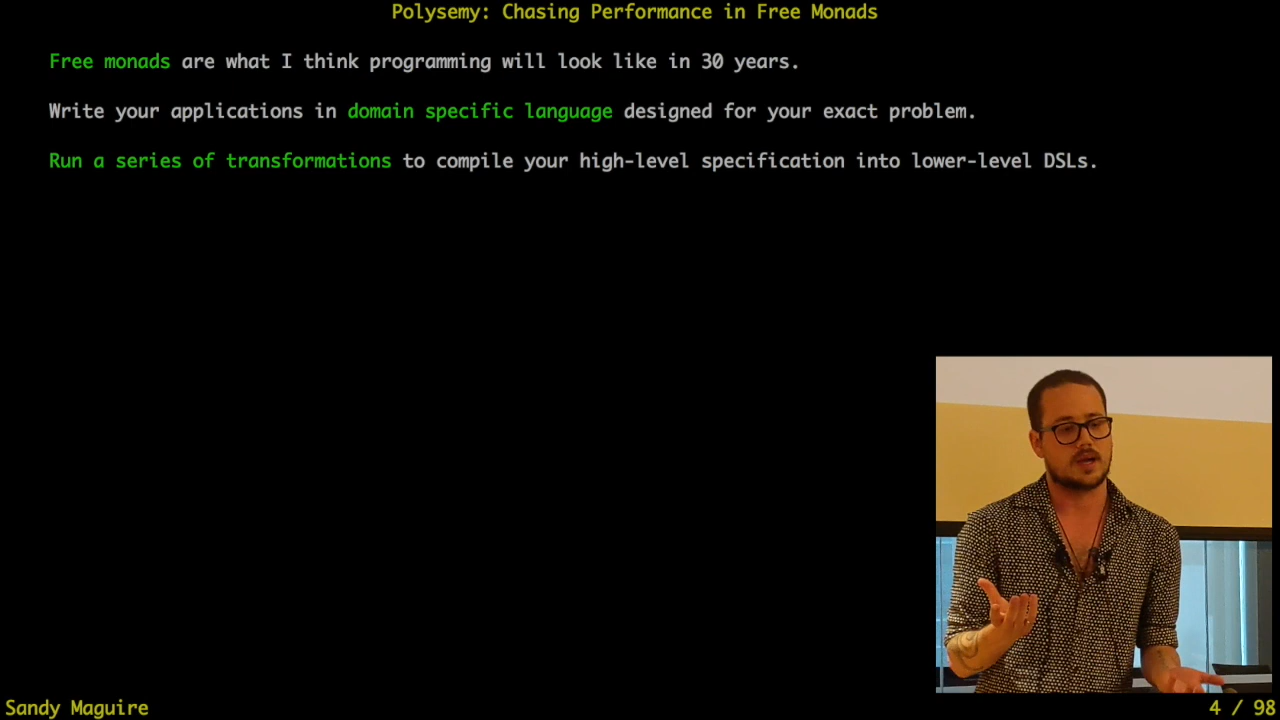 Polysemy: Chasing Performance in Free Monads
Free monads are what I think programming will look like in 30 years.
Write your applications in domain specific language designed for your exact problem.
Run a series of transformations to compile your high-level specification into lower-level DSLs.
Sandy Maguire
4 / 98